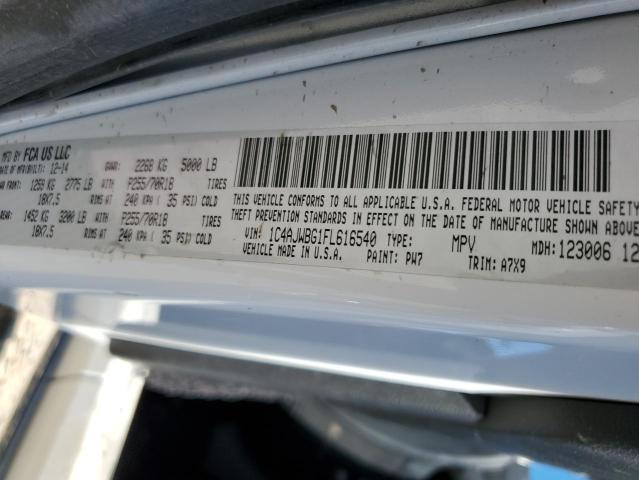 MFD BY FCA US LLC
DATE OF MFR/BUILT: 12-14 GVWR: 2268 KG 5000 LB
FRONT: 1259 KG 2775 LB WITH P255/70R18 TIRES
18X7.5 RIMS AT 240 KPA ( 35 PSI) COLD
REAR: 1452 KG 3200 LB WITH P255/70R18 TIRES
18X7.5 RIMS AT 240 KPA ( 35 PSI) COLD
THIS VEHICLE CONFORMS TO ALL APPLICABLE U.S.A. FEDERAL MOTOR VEHICLE SAFETY
THEFT PREVENTION STANDARDS IN EFFECT ON THE DATE OF MANUFACTURE SHOWN ABOVE
VIN: 1C4AJWBG1FL616540 TYPE: MPV MDH: 123006 12
VEHICLE MADE IN U.S.A. PAINT: PW7 TRIM: A7X9